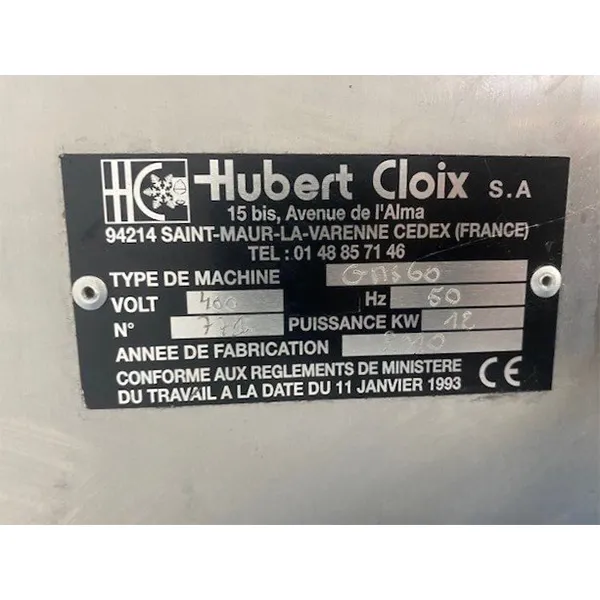 HC Hubert Cloix S.A
15 bis, Avenue de l'Alma
94214 SAINT-MAUR-LA-VARENNE CEDEX (FRANCE)
TEL : 01 48 85 71 46
TYPE DE MACHINE
VOLT 400 Hz 50
N° PUISSANCE KW 12
ANNEE DE FABRICATION
CONFORME AUX REGLEMENTS DE MINISTERE
DU TRAVAIL A LA DATE DU 11 JANVIER 1993 CE